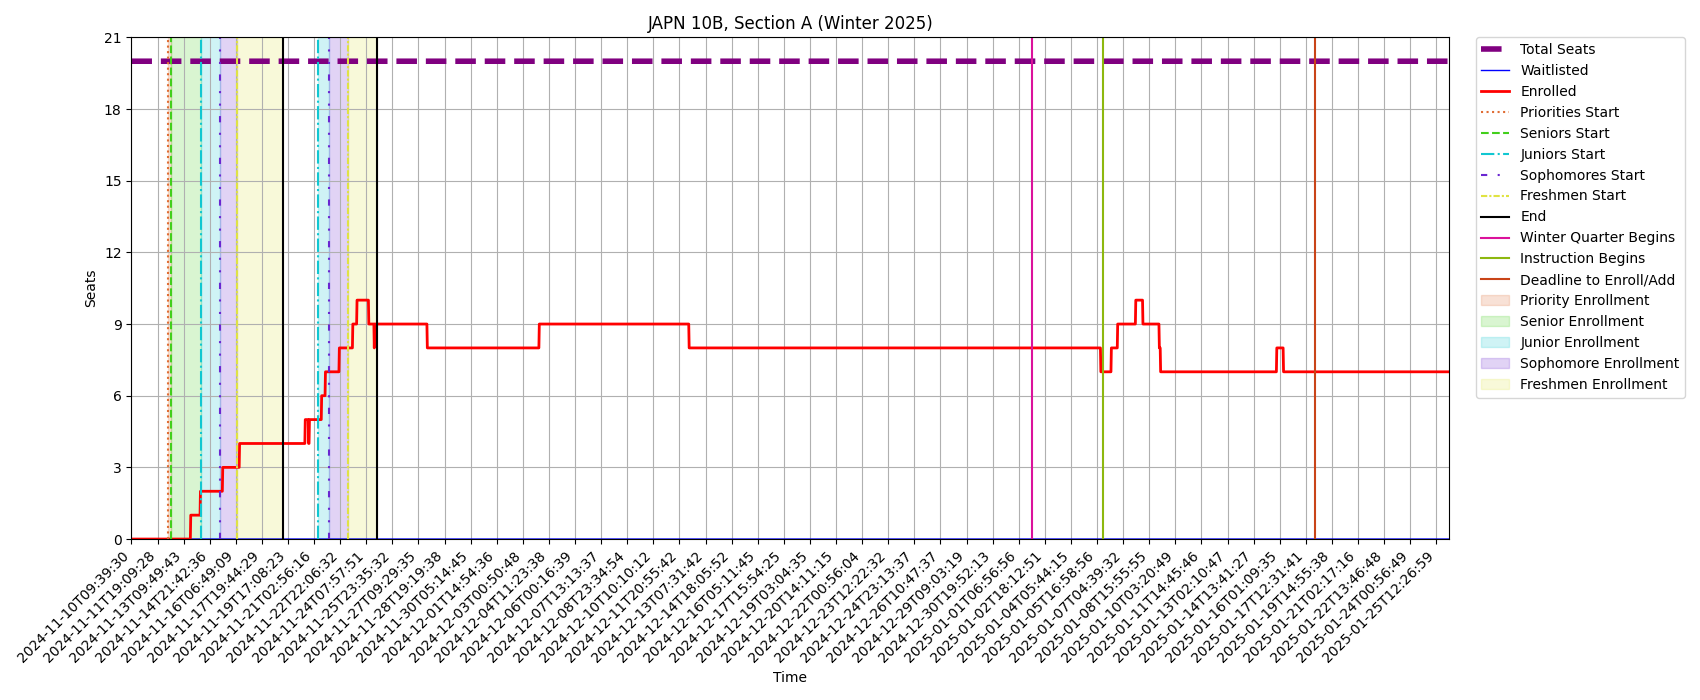 JAPN 10B, Section A (Winter 2025)
21
18
15
12
9
6
3
0
Seats
2024-11-10T09:39:30
2024-11-11T19:09:28
2024-11-13T09:49:43
2024-11-14T21:42:36
2024-11-16T06:49:09
2024-11-17T19:44:29
2024-11-19T17:08:23
2024-11-21T02:56:16
2024-11-22T22:06:32
2024-11-24T07:57:51
2024-11-25T23:35:32
2024-11-27T09:29:35
2024-11-28T19:19:38
2024-11-30T05:14:45
2024-12-01T14:54:36
2024-12-03T00:50:48
2024-12-04T11:23:38
2024-12-06T00:16:39
2024-12-07T13:13:37
2024-12-08T23:34:54
2024-12-10T10:10:12
2024-12-11T20:55:42
2024-12-13T07:31:42
2024-12-14T18:05:52
2024-12-16T05:11:45
2024-12-17T15:54:25
2024-12-19T03:04:35
2024-12-20T14:11:15
2024-12-22T00:56:04
2024-12-23T12:22:32
2024-12-24T23:13:37
2024-12-26T10:47:37
2024-12-29T09:03:19
2024-12-30T19:52:13
2025-01-01T06:56:56
2025-01-02T18:12:51
2025-01-04T05:44:15
2025-01-05T16:58:56
2025-01-07T04:39:32
2025-01-08T15:55:55
2025-01-10T03:20:49
2025-01-11T14:45:46
2025-01-13T02:10:47
2025-01-14T13:41:27
2025-01-16T01:09:35
2025-01-17T12:31:41
2025-01-19T14:55:38
2025-01-21T02:17:16
2025-01-22T13:46:48
2025-01-24T00:56:49
2025-01-25T12:26:59
Time
Total Seats
Waitlisted
Enrolled
Priorities Start
Seniors Start
Juniors Start
Sophomores Start
Freshmen Start
End
Winter Quarter Begins
Instruction Begins
Deadline to Enroll/Add
Priority Enrollment
Senior Enrollment
Junior Enrollment
Sophomore Enrollment
Freshmen Enrollment